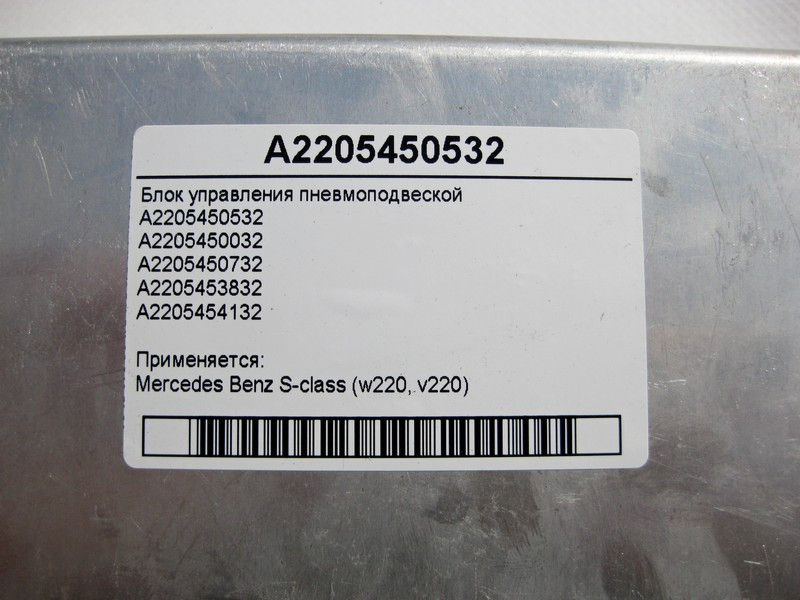 A2205450532
Блок управления пневмоподвеской
A2205450532
A2205450032
A2205450732
A2205453832
A2205454132
Применяется:
Mercedes Benz S-class (w220, v220)